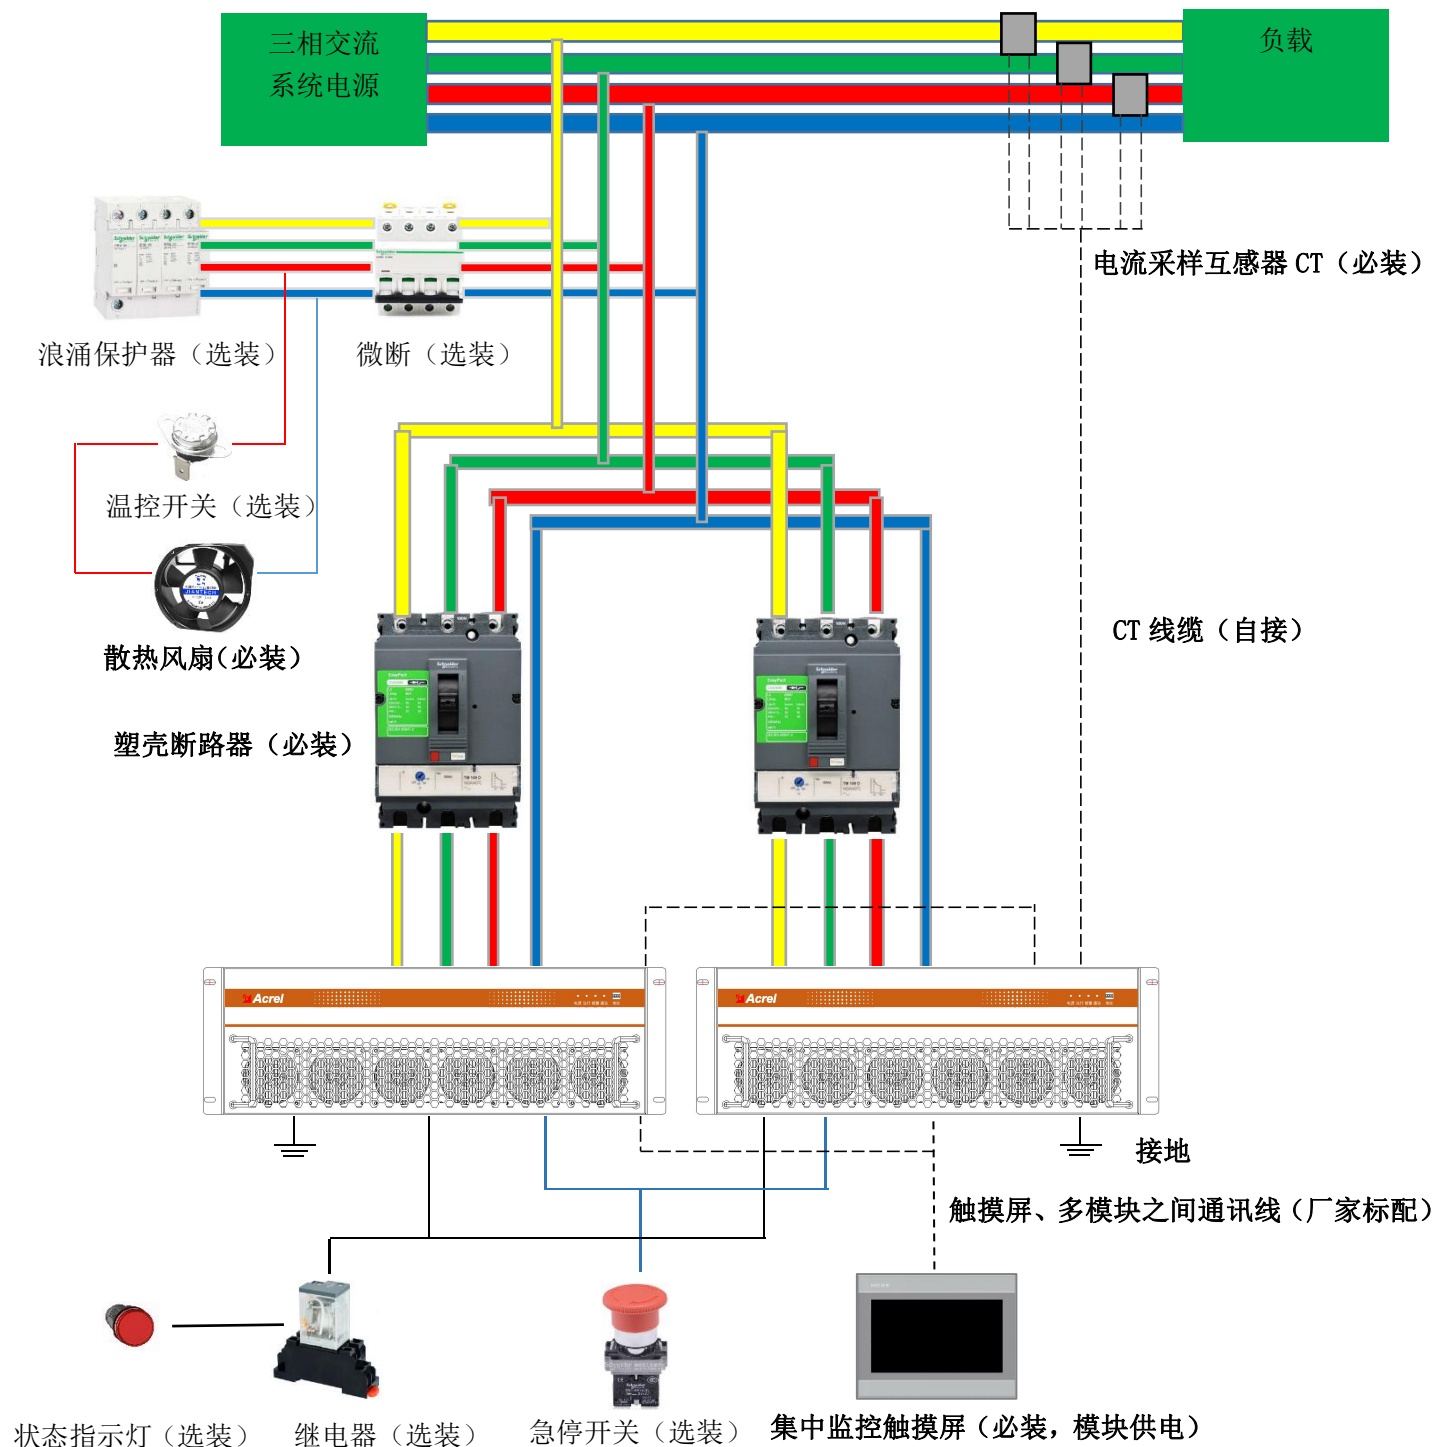 三相交流
系统电源
负载
电流采样互感器 CT（必装）
浪涌保护器（选装）
微断（选装）
温控开关（选装）
散热风扇（必装）
CT 线缆（自接）
塑壳断路器（必装）
Acrel
Acrel
接地
触摸屏、多模块之间通讯线（厂家标配）
状态指示灯（选装）
继电器（选装）
急停开关（选装）
集中监控触摸屏（必装，模块供电）